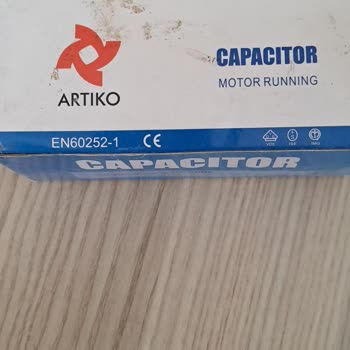 CAPACITOR
MOTOR RUNNING
ARTIKO
EN60252-1 CE
CAPACITOR